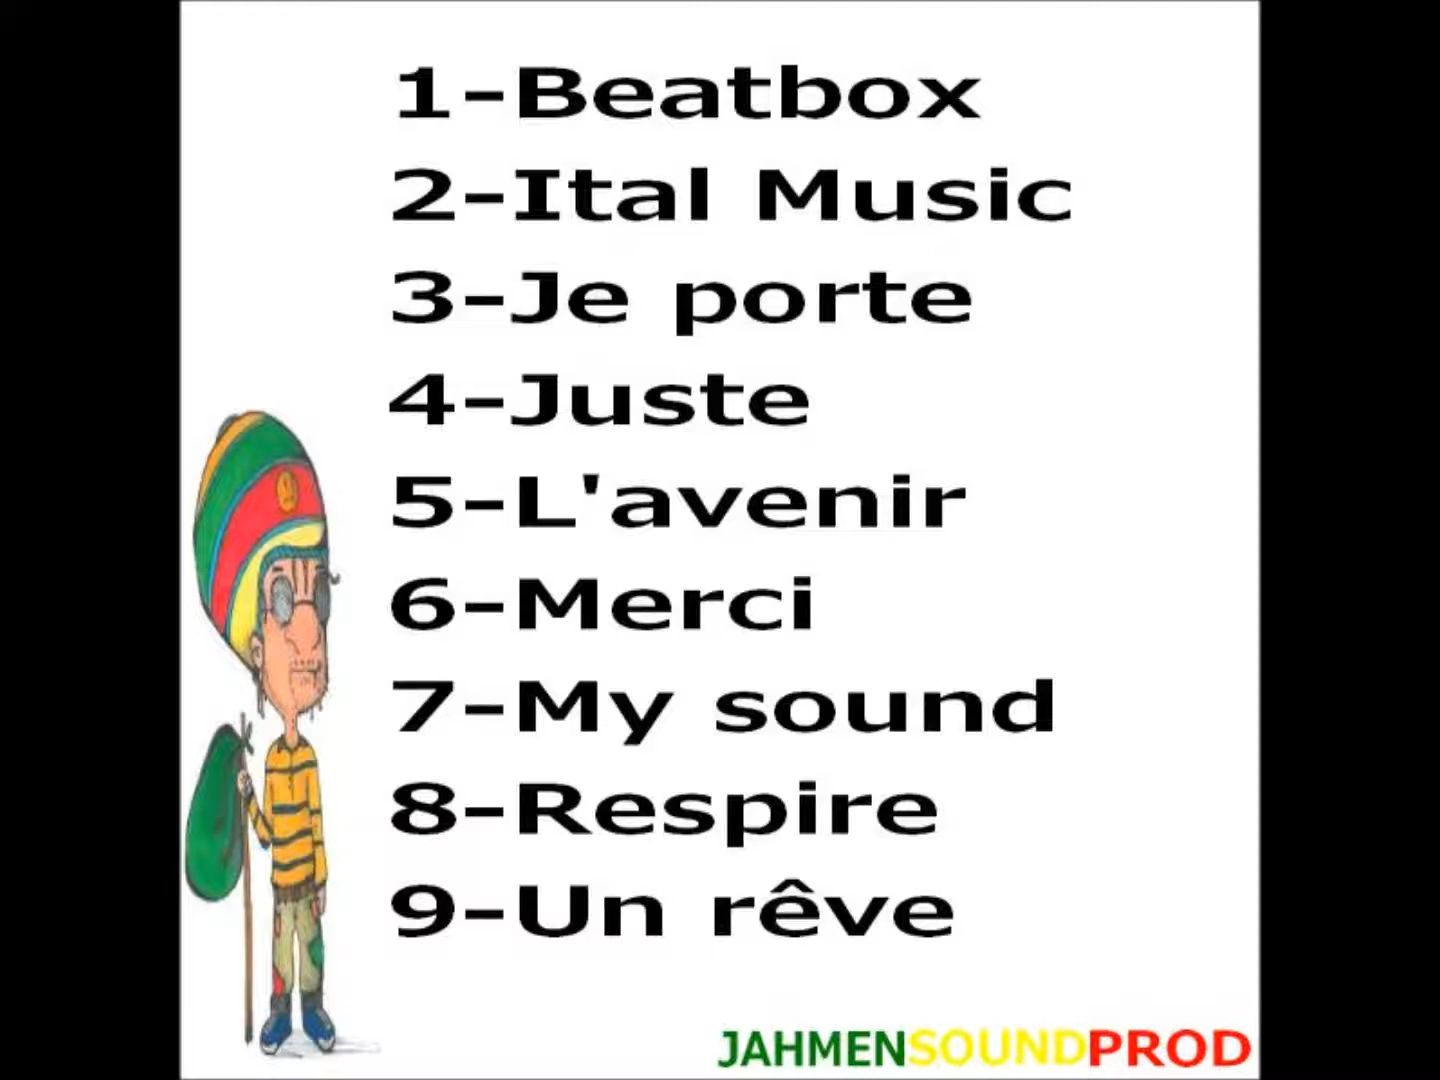 1-Beatbox
2-Ital Music
3-Je porte
4-Juste
5-L'avenir
6-Merci
7-My sound
8-Respire
9-Un rêve
JAHMENSOUNDPROD